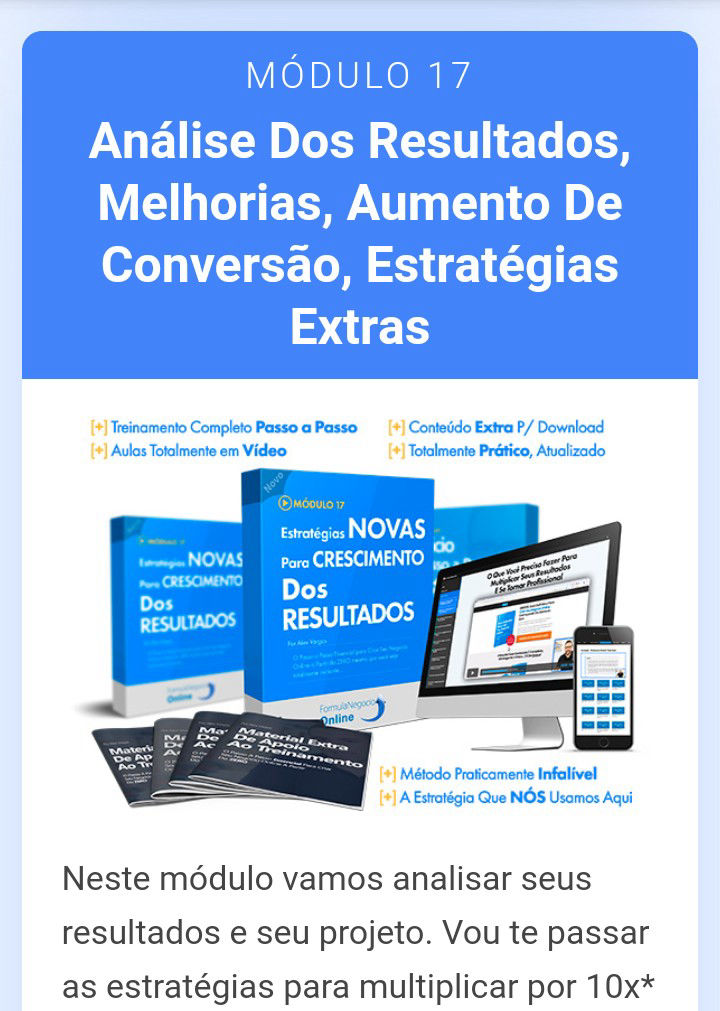 MÓDULO 17
Análise Dos Resultados,
Melhorias, Aumento De
Conversão, Estratégias
Extras
[+] Treinamento Completo Passo a Passo
[+] Aulas Totalmente em Vídeo
[+] Conteúdo Extra P/ Download
[+] Totalmente Prático, Atualizado
Novo
MÓDULO 17
Estratégias NOVAS
Para CRESCIMENTO
Dos
RESULTADOS
Por Alex Vargas
FormulaNegocio
Online
MÓDULO 17
Estratégias NOVAS
Para CRESCIMENTO
Dos
RESULTADOS
O Que Você Precisa Fazer Para
Multiplicar Seus Resultados
E Se Tornar Profissional
Material Extra
De Apoio
Ao Treinamento
[+] Método Praticamente Infalível
[+] A Estratégia Que NÓS Usamos Aqui
Neste módulo vamos analisar seus
resultados e seu projeto. Vou te passar
as estratégias para multiplicar por 10x*